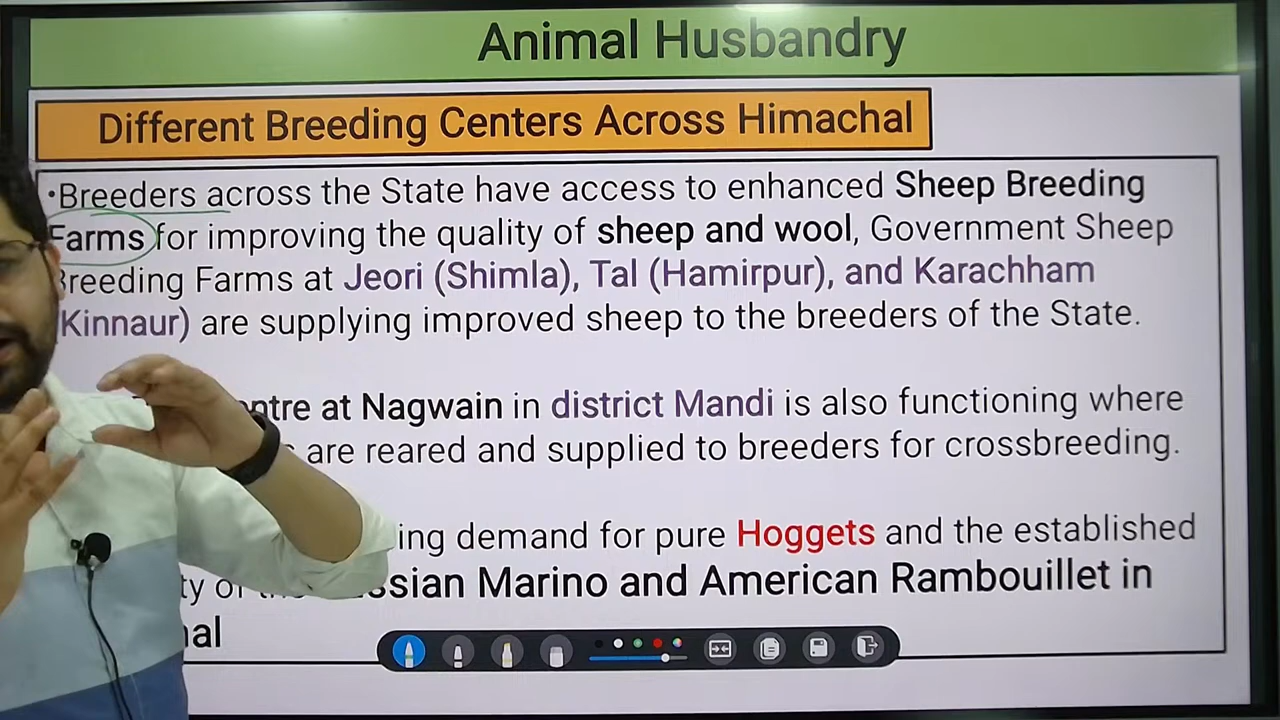 Animal Husbandry
Different Breeding Centers Across Himachal
•Breeders across the State have access to enhanced Sheep Breeding
Farms for improving the quality of sheep and wool, Government Sheep
Breeding Farms at Jeori (Shimla), Tal (Hamirpur), and Karachham
(Kinnaur) are supplying improved sheep to the breeders of the State.
at Nagwain in district Mandi is also functioning where
are reared and supplied to breeders for crossbreeding.
demand for pure Hoggets and the established
Marino and American Rambouillet in